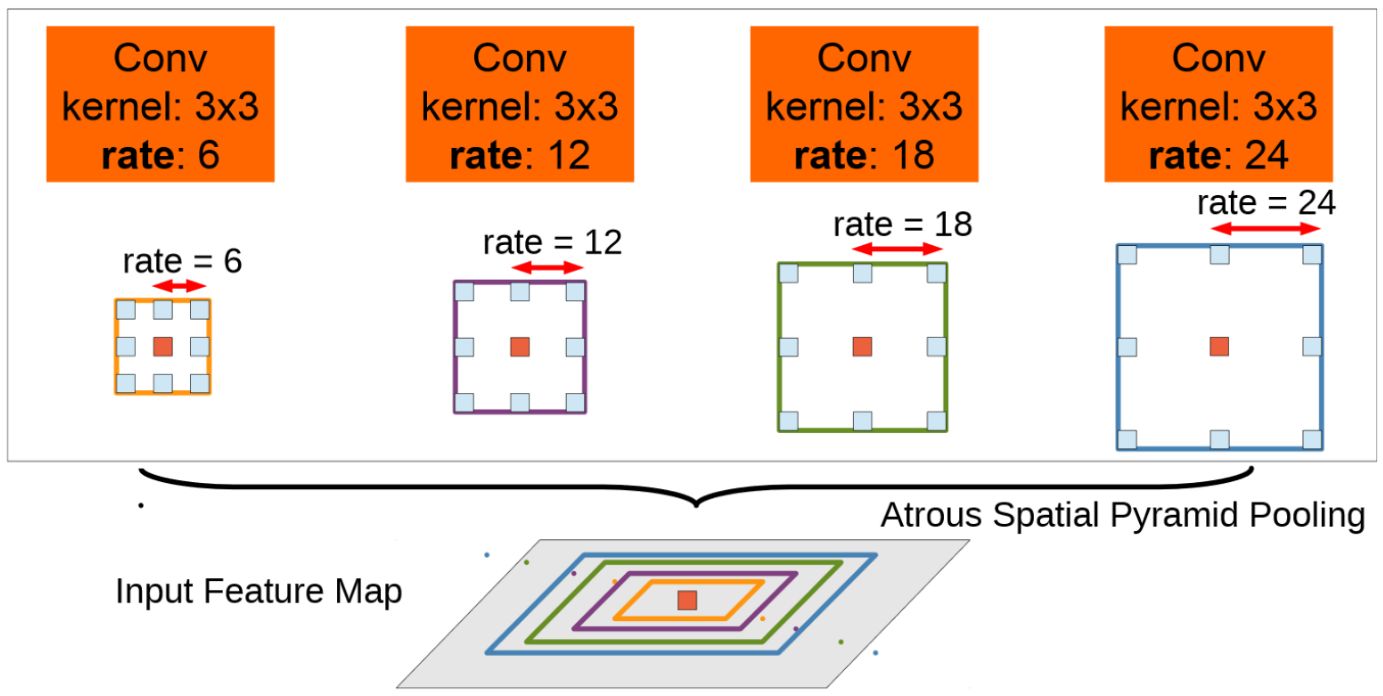 Conv
kernel: 3x3
rate: 6
Conv
kernel: 3x3
rate: 12
Conv
kernel: 3x3
rate: 18
Conv
kernel: 3x3
rate: 24
rate = 6
rate = 12
rate = 18
rate = 24
Atrous Spatial Pyramid Pooling
Input Feature Map